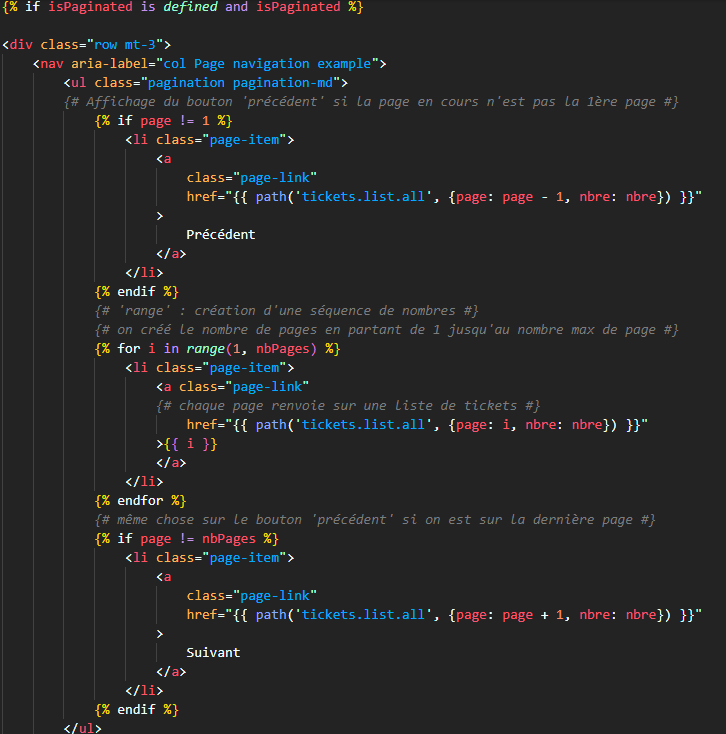 {% if isPaginated is defined and isPaginated %}
<div class="row mt-3">
<nav aria-label="col Page navigation example">
<ul class="pagination pagination-md">
{# Affichage du bouton 'précédent' si la page en cours n'est pas la 1ère page #}
{% if page != 1 %}
<li class="page-item">
<a
class="page-link"
href="{{ path('tickets.list.all', {page: page - 1, nbre: nbre}) }}"
>
Précédent
</a>
</li>
{% endif %}
{# 'range' : création d'une séquence de nombres #}
{# on créé le nombre de pages en partant de 1 jusqu'au nombre max de page #}
{% for i in range(1, nbPages) %}
<li class="page-item">
<a class="page-link"
{# chaque page renvoie sur une liste de tickets #}
href="{{ path('tickets.list.all', {page: i, nbre: nbre}) }}"
>{{ i }}
</a>
</li>
{% endfor %}
{# même chose sur le bouton 'précédent' si on est sur la dernière page #}
{% if page != nbPages %}
<li class="page-item">
<a
class="page-link"
href="{{ path('tickets.list.all', {page: page + 1, nbre: nbre}) }}"
>
Suivant
</a>
</li>
{% endif %}
</ul>